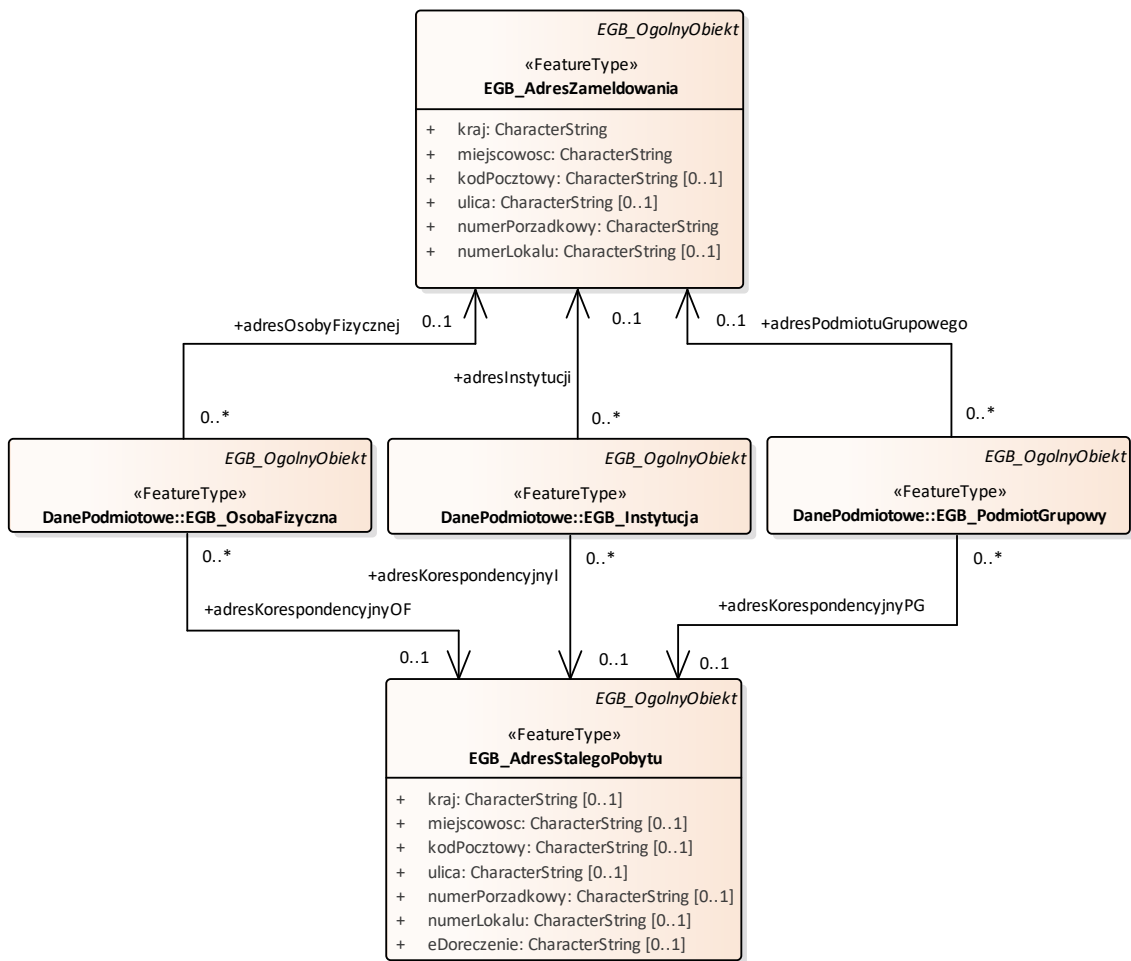 EGB_OgolnyObiekt
«FeatureType»
EGB_AdresZameldowania
+ kraj: CharacterString
+ miejscowosc: CharacterString
+ kodPocztowy: CharacterString [0..1]
+ ulica: CharacterString [0..1]
+ numerPorzadkowy: CharacterString
+ numerLokalu: CharacterString [0..1]
+adresOsobyFizycznej 0..1
0..1
0..1 +adresPodmiotuGrupowego
+adresInstytucji
0..*
0..*
0..*
EGB_OgolnyObiekt
«FeatureType»
DanePodmiotowe::EGB_OsobaFizyczna
EGB_OgolnyObiekt
«FeatureType»
DanePodmiotowe::EGB_Instytucja
EGB_OgolnyObiekt
«FeatureType»
DanePodmiotowe::EGB_PodmiotGrupowy
0..*
0..*
0..*
+adresKorespondencyjnyI
+adresKorespondencyjnyOF
+adresKorespondencyjnyPG
0..1
0..1
0..1
EGB_OgolnyObiekt
«FeatureType»
EGB_AdresStalegoPobytu
+ kraj: CharacterString [0..1]
+ miejscowosc: CharacterString [0..1]
+ kodPocztowy: CharacterString [0..1]
+ ulica: CharacterString [0..1]
+ numerPorzadkowy: CharacterString [0..1]
+ numerLokalu: CharacterString [0..1]
+ eDoreczenie: CharacterString [0..1]